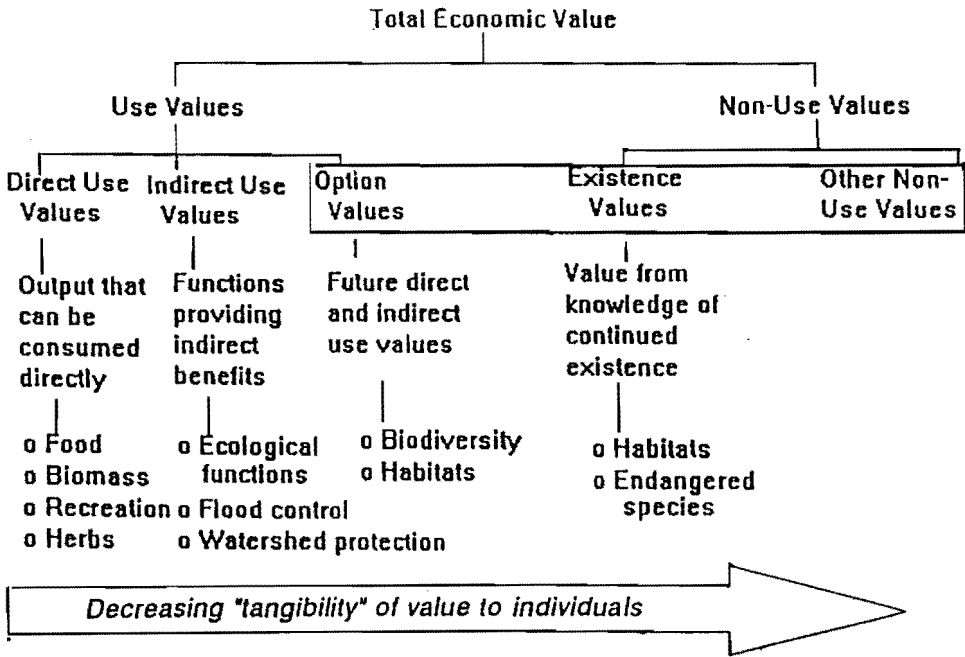 Total Economic Value
Use Values
Non-Use Values
Direct Use
Values
Indirect Use
Values
Option
Values
Existence
Values
Other Non-
Use Values
Output that
can be
consumed
directly
Functions
providing
indirect
benefits
Future direct
and indirect
use values
Value from
knowledge of
continued
existence
o Food
o Biomass
o Recreation
o Herbs
o Ecological
functions
o Flood control
o Watershed protection
o Biodiversity
o Habitats
o Habitats
o Endangered
species
Decreasing "tangibility" of value to individuals